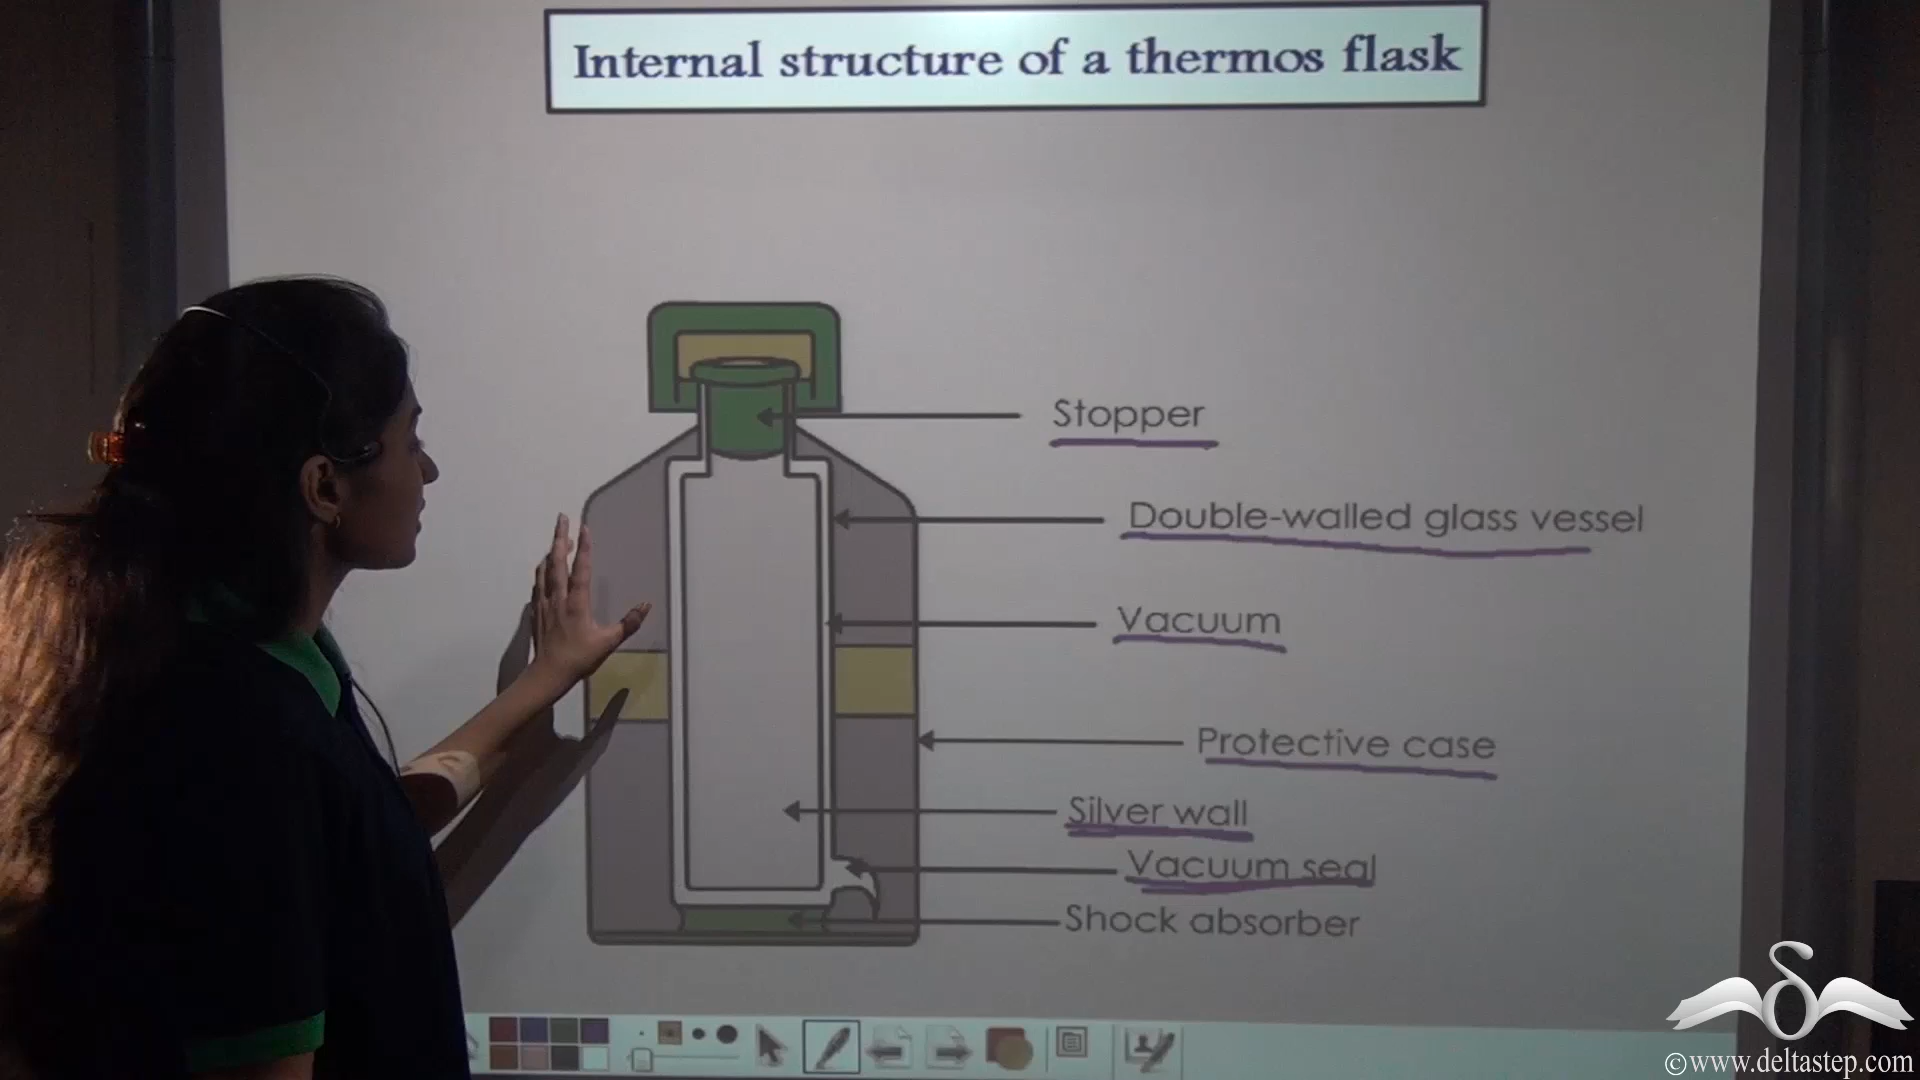 Internal structure of a thermos flask
Stopper
Double-walled glass vessel
Vacuum
Protective case
Silver wall
Vacuum seal
Shock absorber
©www.deltastep.com